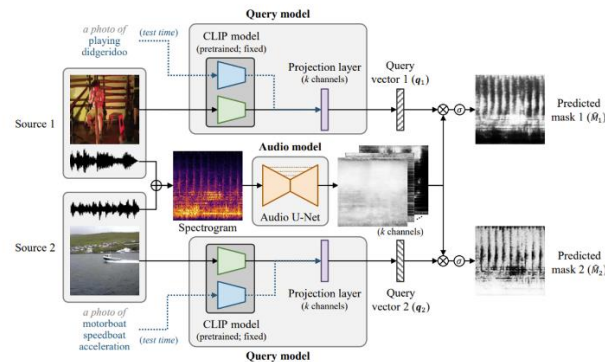 Query model
a photo of
playing
didgeridoo
(test time)
CLIP model
(pretrained; fixed)
Projection layer
(k channels)
Query
vector 1 (q₁)
Source 1
σ
Predicted
mask 1 (M̂₁)
Audio model
Spectrogram
Audio U-Net
(k channels)
Source 2
σ
Predicted
mask 2 (M̂₂)
Projection layer
(k channels)
Query
vector 2 (q₂)
a photo of
motorboat
speedboat
acceleration
(test time)
CLIP model
(pretrained; fixed)
Query model